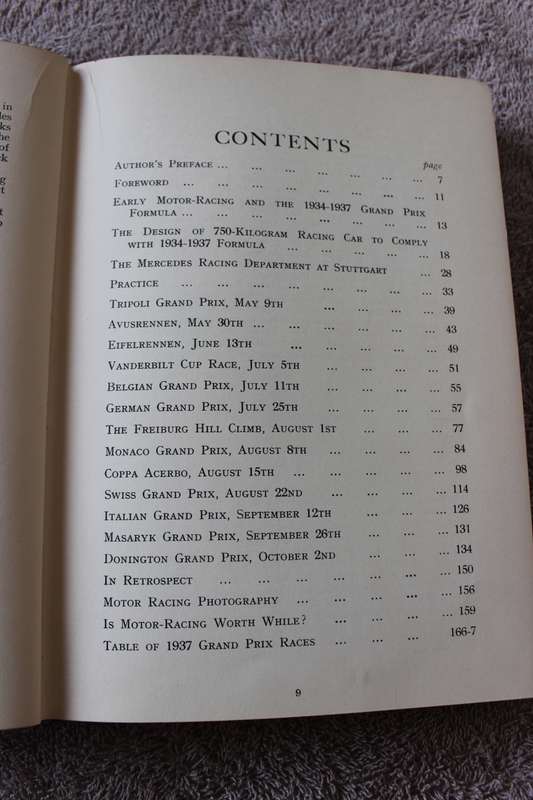 in
les
ks
he
of
ck
g
t
t
CONTENTS
page
Author's Preface ... ... ... ... ... ... ... 7
Foreword ... ... ... ... ... ... ... 11
Early Motor-Racing and the 1934-1937 Grand Prix
Formula ... ... ... ... ... ... ... 13
The Design of 750-Kilogram Racing Car to Comply
with 1934-1937 Formula ... ... ... ... ... 18
The Mercedes Racing Department at Stuttgart ... 28
Practice ... ... ... ... ... ... ... 33
Tripoli Grand Prix, May 9th ... ... ... ... 39
Avusrennen, May 30th ... ... ... ... ... 43
Eifelrennen, June 13th ... ... ... ... ... 49
Vanderbilt Cup Race, July 5th ... ... ... ... 51
Belgian Grand Prix, July 11th ... ... ... ... 55
German Grand Prix, July 25th ... ... ... ... 57
The Freiburg Hill Climb, August 1st ... ... ... 77
Monaco Grand Prix, August 8th ... ... ... ... 84
Coppa Acerbo, August 15th ... ... ... ... ... 98
Swiss Grand Prix, August 22nd ... ... ... ... 114
Italian Grand Prix, September 12th ... ... ... 126
Masaryk Grand Prix, September 26th ... ... ... 131
Donington Grand Prix, October 2nd ... ... ... 134
In Retrospect ... ... ... ... ... ... ... 150
Motor Racing Photography ... ... ... ... ... 156
Is Motor-Racing Worth While? ... ... ... ... 159
Table of 1937 Grand Prix Races ... ... ... 166-7
9